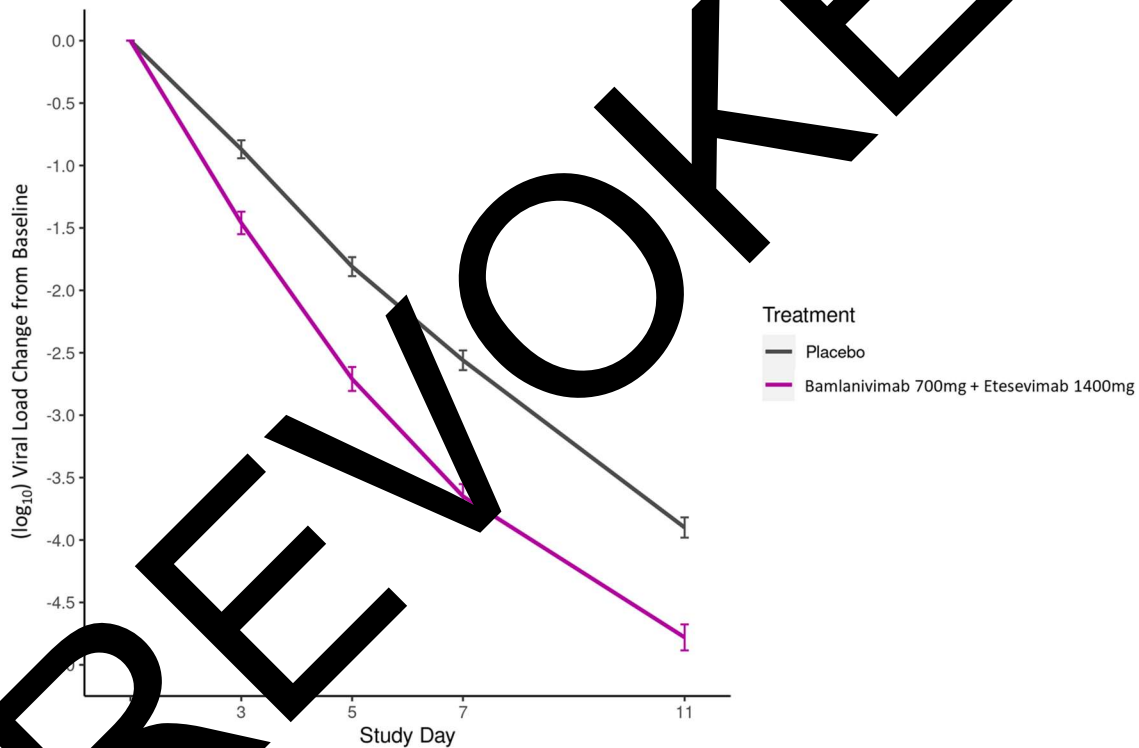 0.0
-0.5
-1.0
-1.5
-2.0
-2.5
-3.0
-3.5
-4.0
-4.5
(log₁₀) Viral Load Change from Baseline
3 5 7 11
Study Day
Treatment
Placebo
Bamlanivimab 700mg + Etesevimab 1400mg
REVOKE